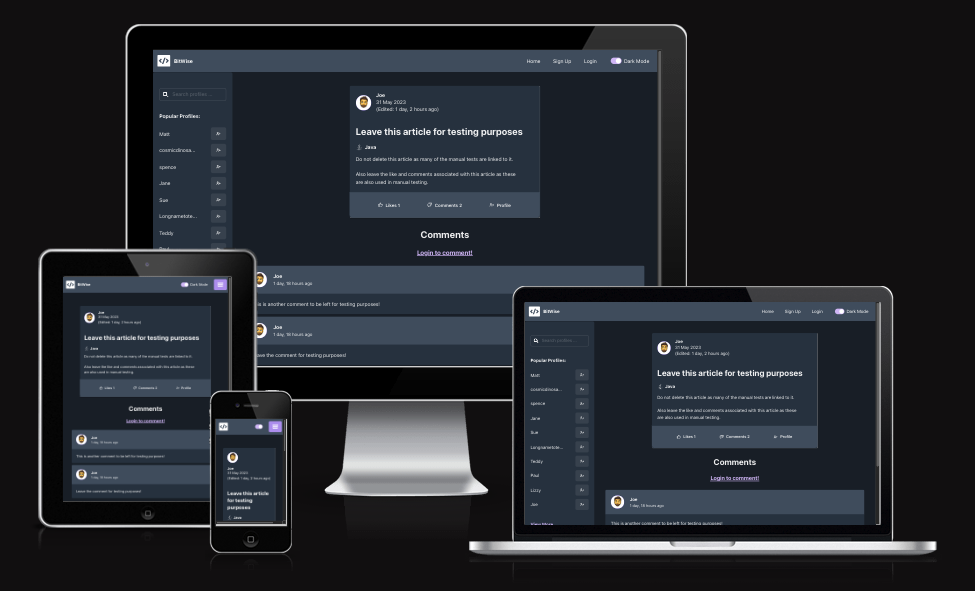 BitWise
Home Sign Up Login Dark Mode
Search profiles...
Popular Profiles:
Matt
cosmicdinosa...
spence
Jane
Sue
Longnametote...
Teddy
Joe
31 May 2023
(Edited: 1 day, 2 hours ago)
Leave this article for testing purposes
Java
Do not delete this article as many of the manual tests are linked to it.
Also leave the like and comments associated with this article as these
are also used in manual testing.
Likes 1 Comments 2 Profile
Comments
Login to comment!
Joe
1 day, 18 hours ago
is is another comment to be left for testing purposes!
Joe
1 day, 18 hours ago
ave the comment for testing purposes!
BitWise
Dark Mode
Joe
31 May 2023
(Edited: 1 day, 2 hours ago)
Leave this article for testing purposes
Java
Do not delete this article as many of the manual tests are linked to it.
Also leave the like and comments associated with this article as these
are also used in manual testing.
Likes 1 Comments 2 Profile
Comments
Login to comment!
Joe
1 day, 18 hours ago
This is another comment to be left for testing purposes!
Joe
1 day, 18 hours ago
Leave the comment for testing purposes!
Joe
31 May 2023
(Edited: 1 day, 2 hours ago)
Leave this article
for testing
purposes
Java
BitWise
Home Sign Up Login Dark Mode
Search profiles...
Popular Profiles:
Matt
cosmicdinosa...
spence
Jane
Sue
Longnametote...
Teddy
Paul
Lizzy
Joe
View More
Joe
31 May 2023
(Edited: 1 day, 2 hours ago)
Leave this article for testing purposes
Java
Do not delete this article as many of the manual tests are linked to it.
Also leave the like and comments associated with this article as these
are also used in manual testing.
Likes 1 Comments 2 Profile
Comments
Login to comment!
Joe
1 day, 18 hours ago
This is another comment to be left for testing purposes!